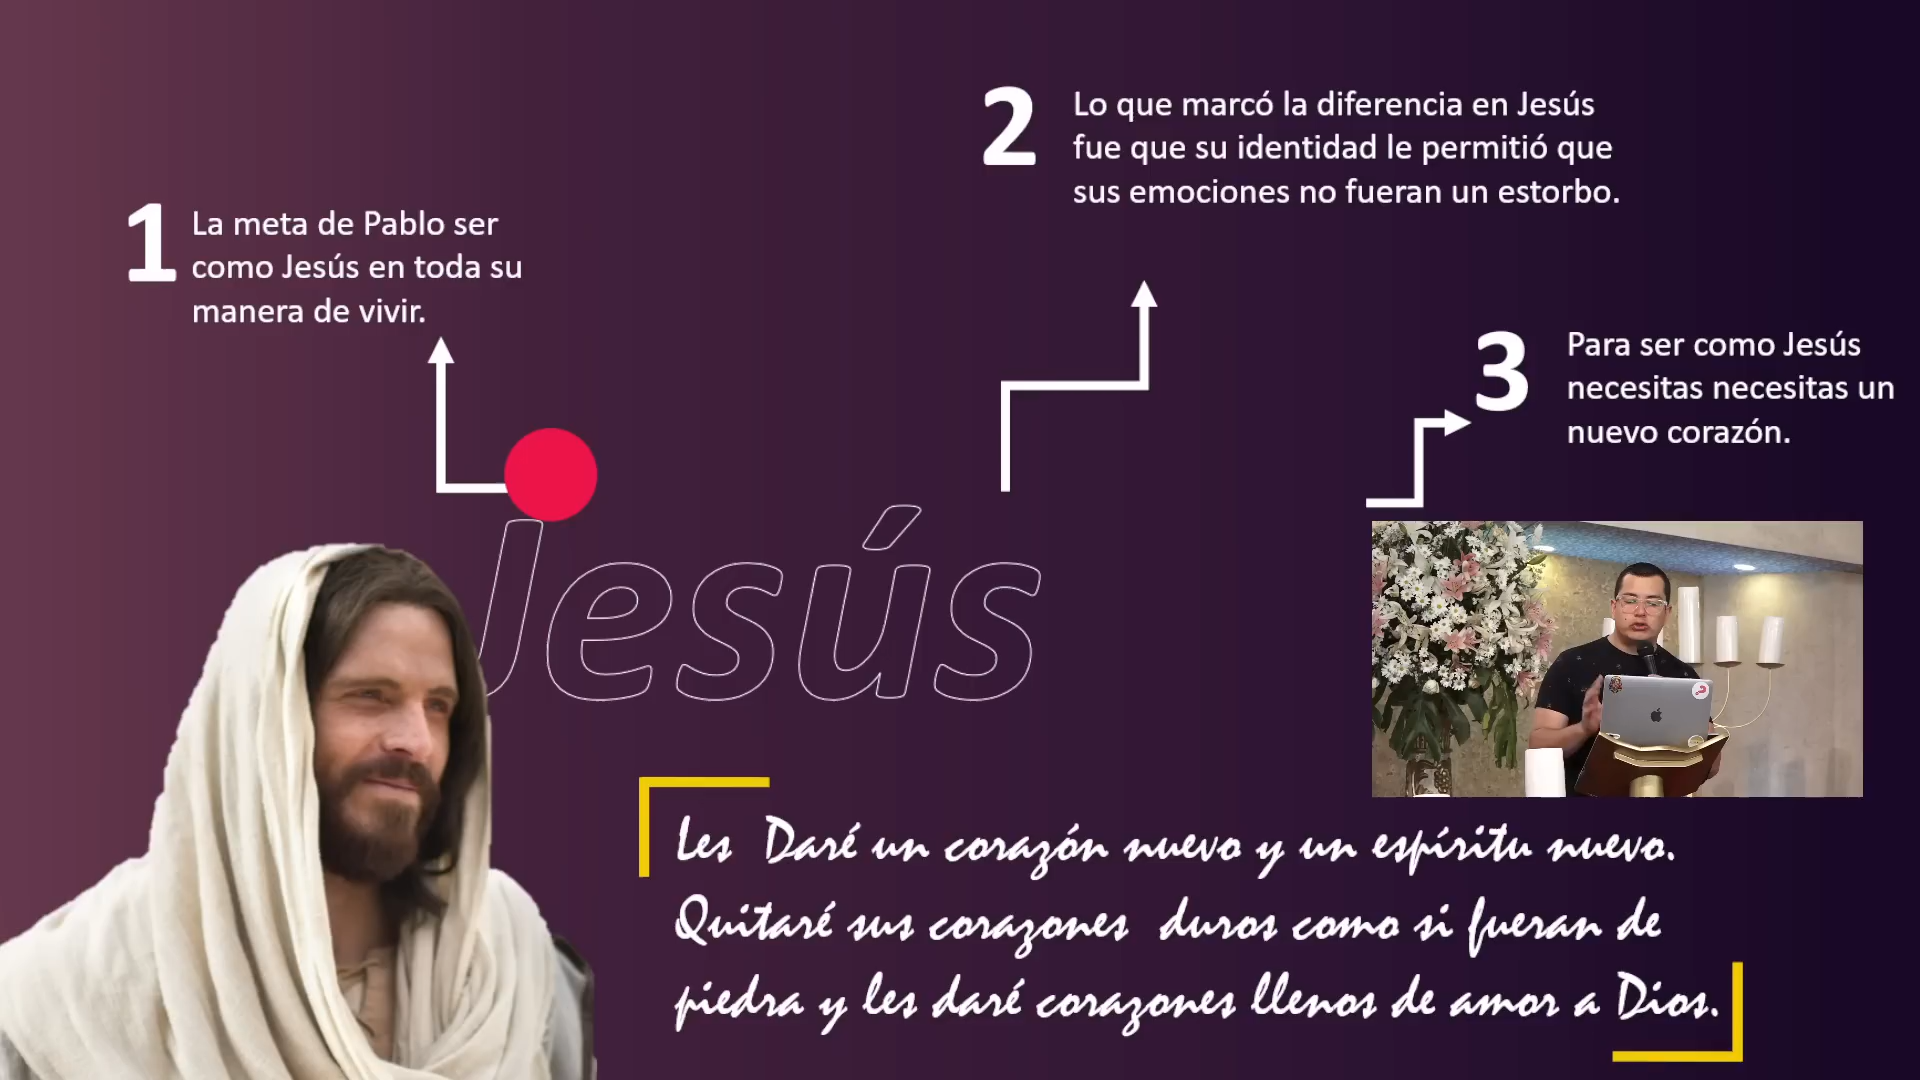 1
La meta de Pablo ser
como Jesús en toda su
manera de vivir.
2
Lo que marcó la diferencia en Jesús
fue que su identidad le permitió que
sus emociones no fueran un estorbo.
3
Para ser como Jesús
necesitas necesitas un
nuevo corazón.
Jesús
Les Daré un corazón nuevo y un espíritu nuevo.
Quitaré sus corazones duros como si fueran de
piedra y les daré corazones llenos de amor a Dios.